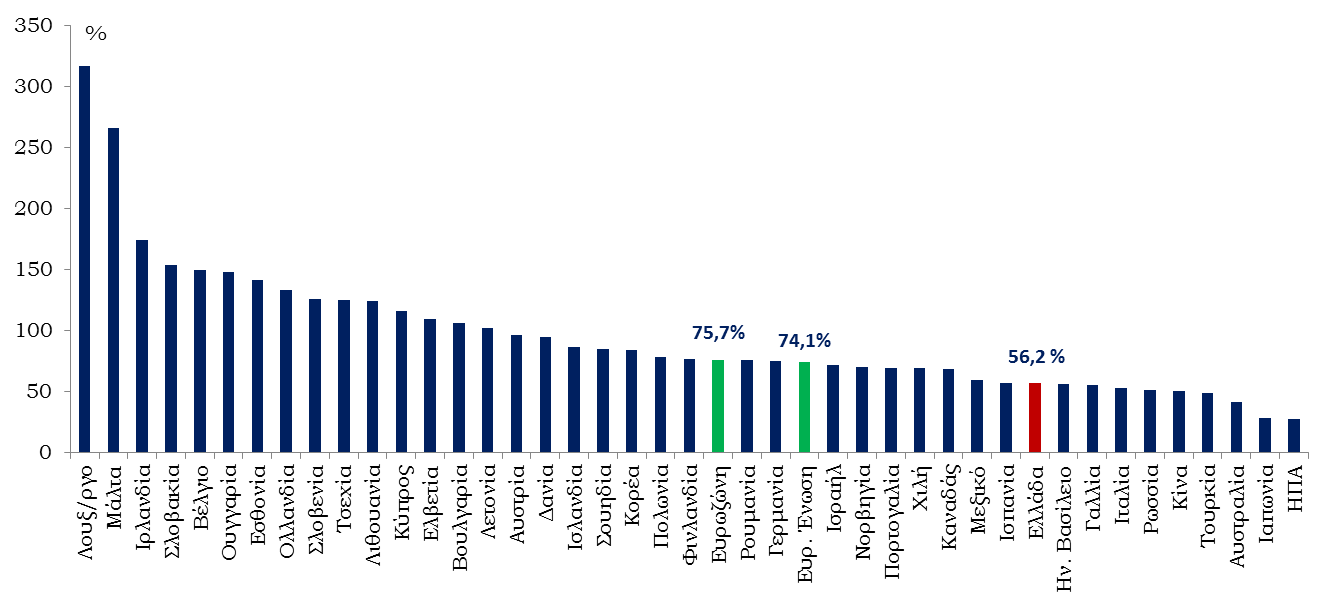 350
%
300
250
200
150
100
50
0
75,7%
74,1%
56,2 %
Λουξ/ργο
Μάλτα
Ιρλανδία
Σλοβακία
Βέλγιο
Ουγγαρία
Εσθονία
Ολλανδία
Σλοβενία
Τσεχία
Λιθουανία
Κύπρος
Ελβετία
Βουλγαρία
Λετονία
Αυστρία
Δανία
Ισλανδία
Σουηδία
Κορέα
Πολωνία
Φινλανδία
Ευρωζώνη
Ρουμανία
Γερμανία
Ευρ. Ένωση
Ισραήλ
Νορβηγία
Πορτογαλία
Χιλή
Καναδάς
Μεξικό
Ισπανία
Ελλάδα
Ην. Βασίλειο
Γαλλία
Ιταλία
Ρωσσία
Κίνα
Τουρκία
Αυστραλία
Ιαπωνία
ΗΠΑ